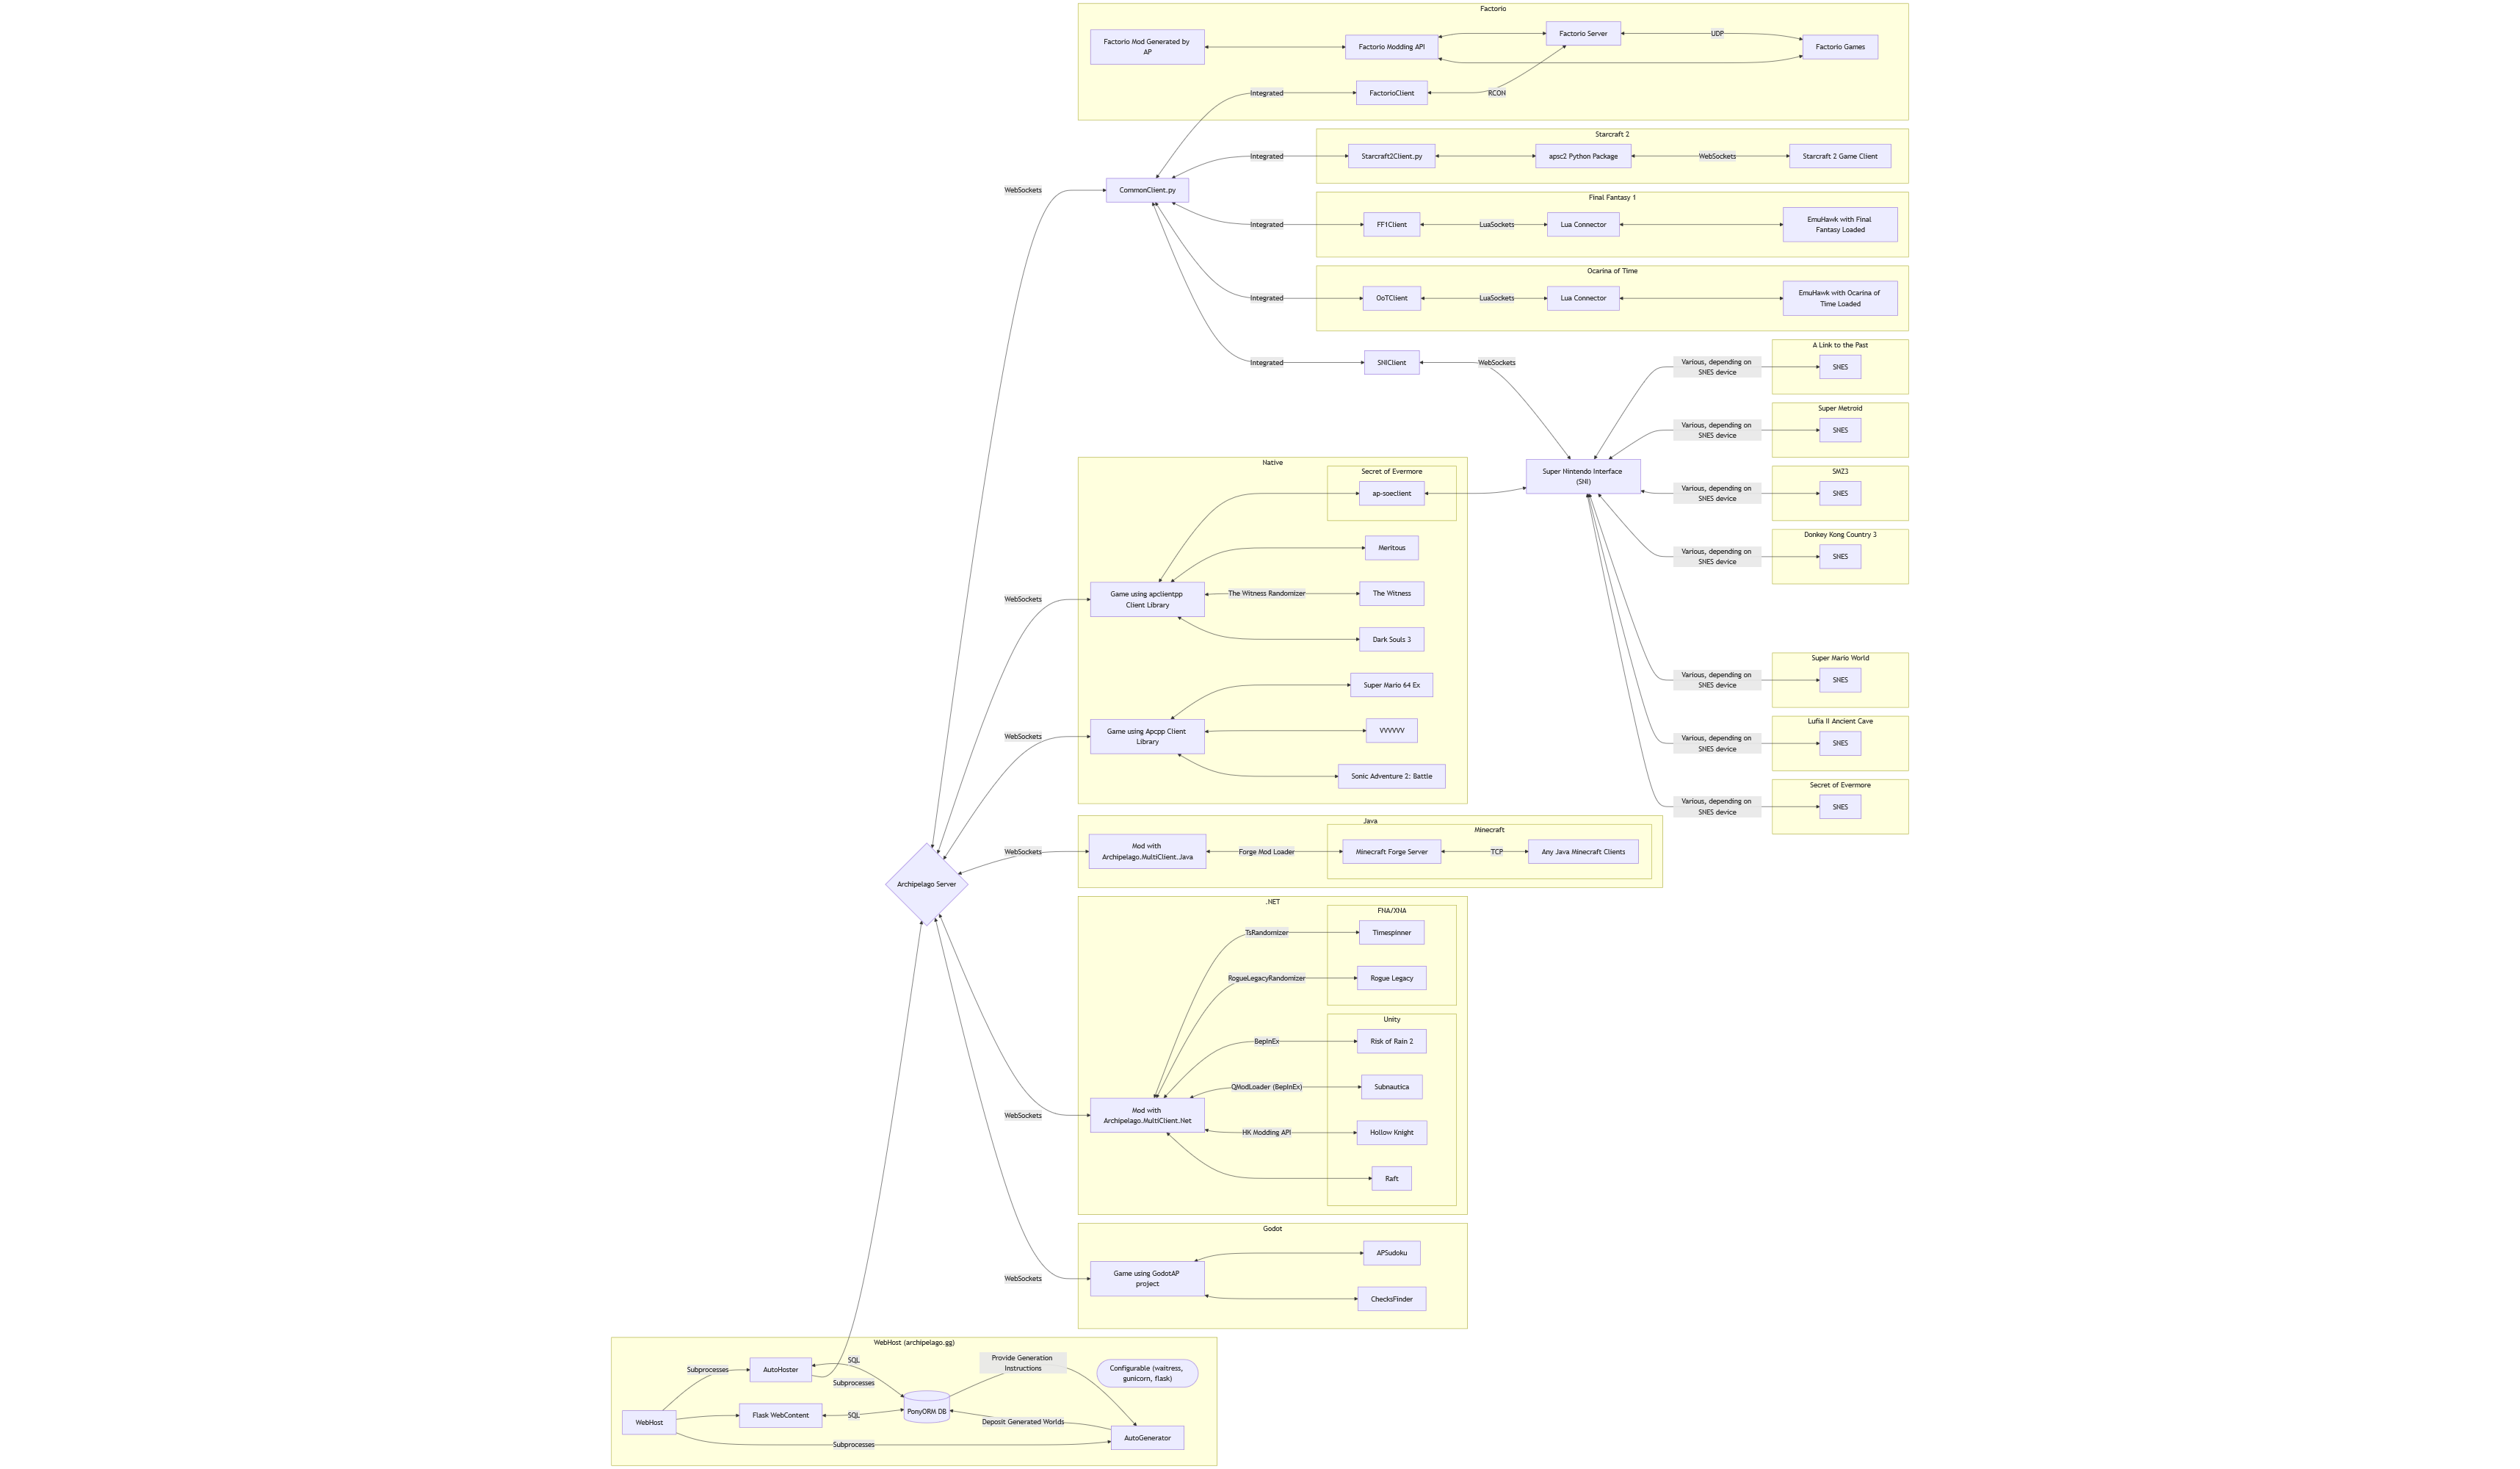 Factorio
Factorio Mod Generated by
AP
Factorio Modding API
Factorio Server
UDP
Factorio Games
Integrated
FactorioClient
RCON
Starcraft 2
Integrated
Starcraft2Client.py
apsc2 Python Package
WebSockets
Starcraft 2 Game Client
WebSockets
CommonClient.py
Final Fantasy 1
Integrated
FF1Client
LuaSockets
Lua Connector
EmuHawk with Final
Fantasy Loaded
Ocarina of Time
Integrated
OoTClient
LuaSockets
Lua Connector
EmuHawk with Ocarina of
Time Loaded
Integrated
SNIClient
WebSockets
A Link to the Past
Various, depending on
SNES device
SNES
Super Metroid
Various, depending on
SNES device
SNES
Native
Secret of Evermore
ap-soeclient
Super Nintendo Interface
(SNI)
SMZ3
Various, depending on
SNES device
SNES
Donkey Kong Country 3
Various, depending on
SNES device
SNES
Meritous
WebSockets
Game using apclientpp
Client Library
The Witness Randomizer
The Witness
Dark Souls 3
Super Mario World
Various, depending on
SNES device
SNES
Super Mario 64 Ex
WebSockets
Game using Apcpp Client
Library
VVVVVV
Lufia II Ancient Cave
Various, depending on
SNES device
SNES
Sonic Adventure 2: Battle
Secret of Evermore
Various, depending on
SNES device
SNES
Java
Minecraft
WebSockets
Mod with
Archipelago.MultiClient.Java
Forge Mod Loader
Minecraft Forge Server
TCP
Any Java Minecraft Clients
Archipelago Server
.NET
FNA/XNA
TsRandomizer
Timespinner
RogueLegacyRandomizer
Rogue Legacy
Unity
BepInEx
Risk of Rain 2
QModLoader (BepInEx)
Subnautica
WebSockets
Mod with
Archipelago.MultiClient.Net
HK Modding API
Hollow Knight
Raft
Godot
APSudoku
WebSockets
Game using GodotAP
project
ChecksFinder
WebHost (archipelago.gg)
Subprocesses
AutoHoster
SQL
Subprocesses
Provide Generation
Instructions
Configurable (waitress,
gunicorn, flask)
WebHost
Flask WebContent
SQL
PonyORM DB
Deposit Generated Worlds
AutoGenerator
Subprocesses